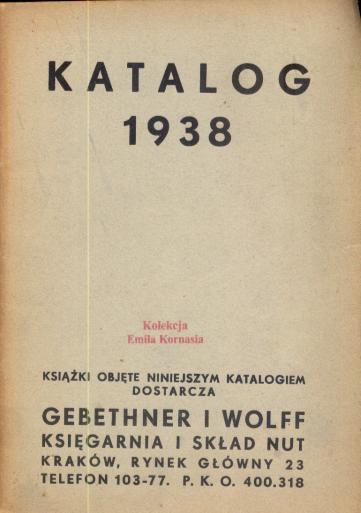 KATALOG
1938
Kolekcja
Emila Kornasia
KSIĄŻKI OBJĘTE NINIEJSZYM KATALOGIEM
DOSTARCZA
GEBETHNER I WOLFF
KSIĘGARNIA I SKŁAD NUT
KRAKÓW, RYNEK GŁÓWNY 23
TELEFON 103-77. P. K. O. 400.318